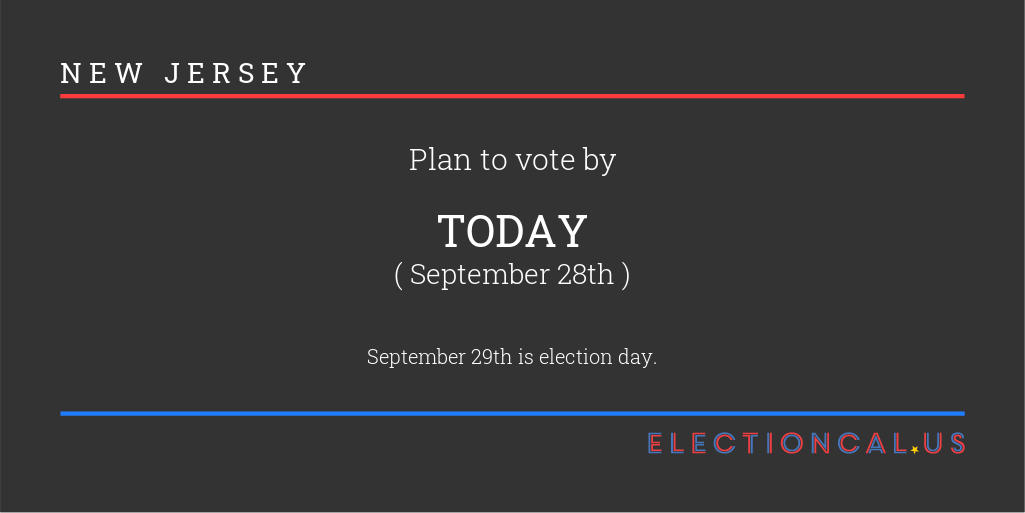 NEW JERSEY
Plan to vote by
TODAY
( September 28th )
September 29th is election day.
ELECTIONCAL.US